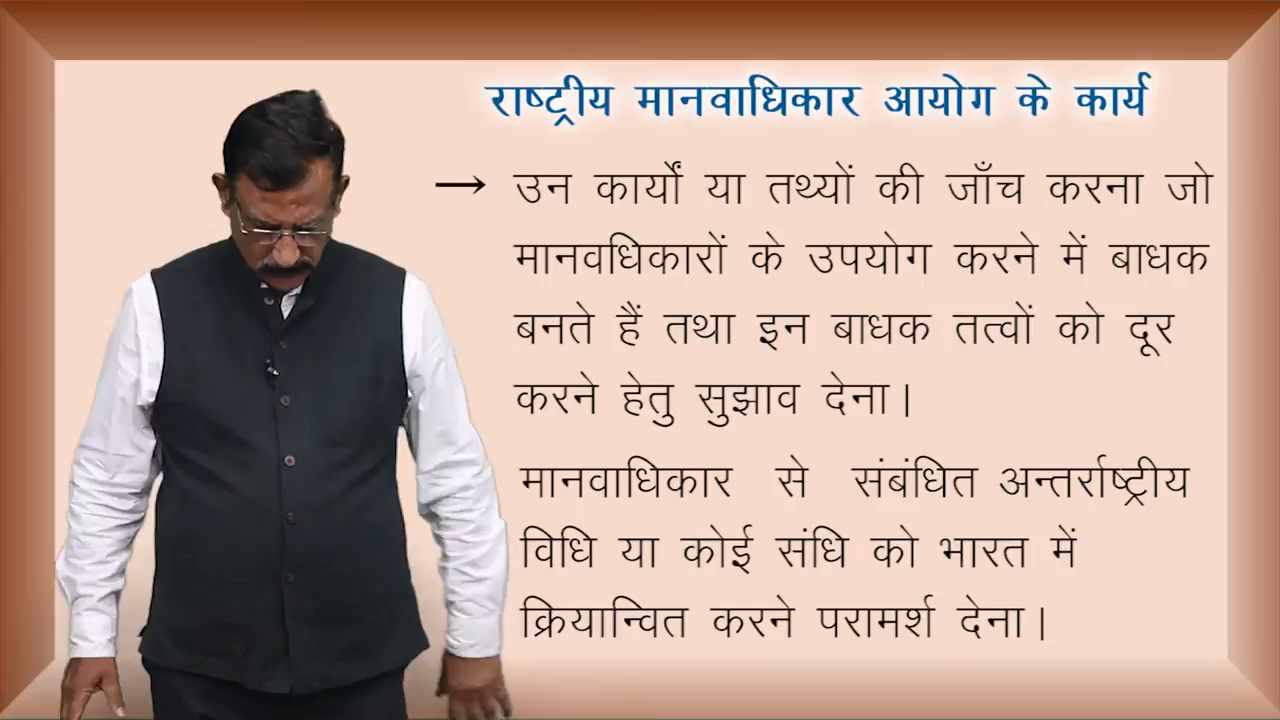 राष्ट्रीय मानवाधिकार आयोग के कार्य
→ उन कार्यों या तथ्यों की जाँच करना जो
मानवधिकारों के उपयोग करने में बाधक
बनते हैं तथा इन बाधक तत्वों को दूर
करने हेतु सुझाव देना।
मानवाधिकार से संबंधित अन्तर्राष्ट्रीय
विधि या कोई संधि को भारत में
क्रियान्वित करने परामर्श देना।